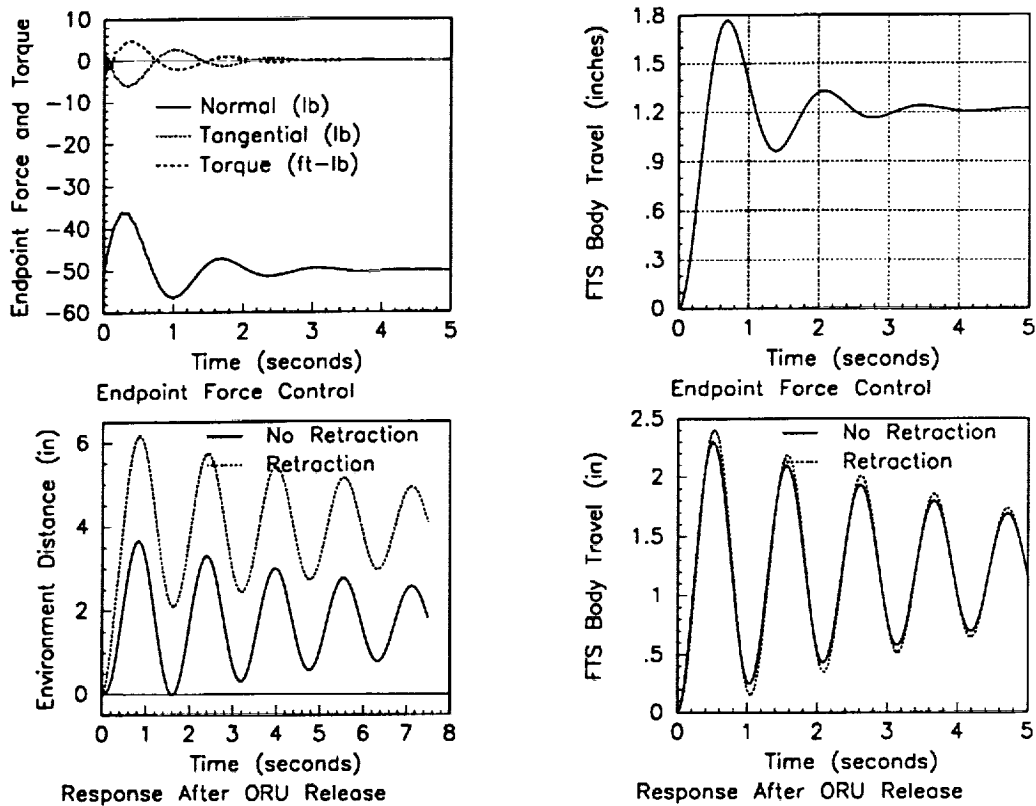 Endpoint Force and Torque
10
0
−10
−20
−30
−40
−50
−60
Normal (lb)
Tangential (lb)
Torque (ft−lb)
0 1 2 3 4 5
Time (seconds)
Endpoint Force Control
FTS Body Travel (inches)
1.8
1.5
1.2
.9
.6
.3
0
0 1 2 3 4 5
Time (seconds)
Endpoint Force Control
Environment Distance (in)
6
4
2
0
No Retraction
Retraction
0 1 2 3 4 5 6 7 8
Time (seconds)
Response After ORU Release
FTS Body Travel (in)
2.5
2
1.5
1
.5
0
No Retraction
Retraction
0 1 2 3 4 5
Time (seconds)
Response After ORU Release